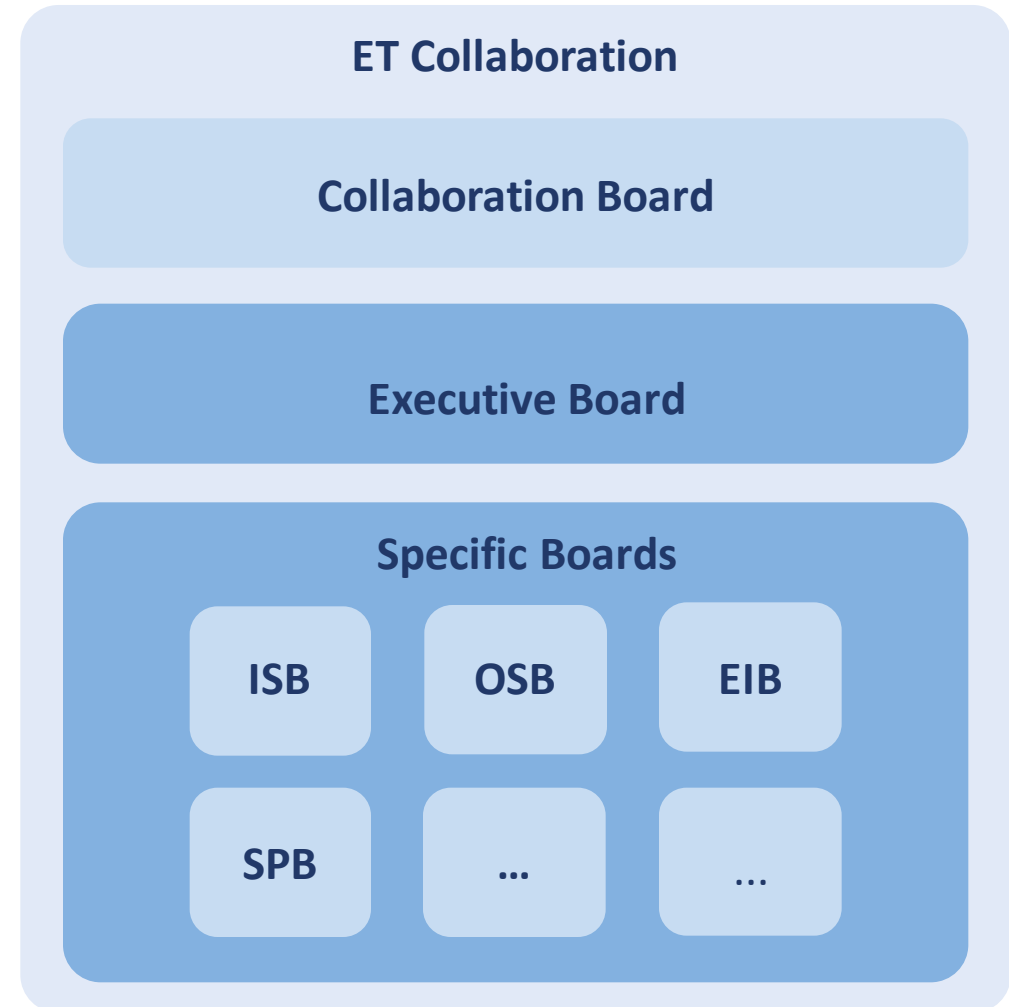 ET Collaboration
Collaboration Board
Executive Board
Specific Boards
ISB OSB EIB
SPB ... ...